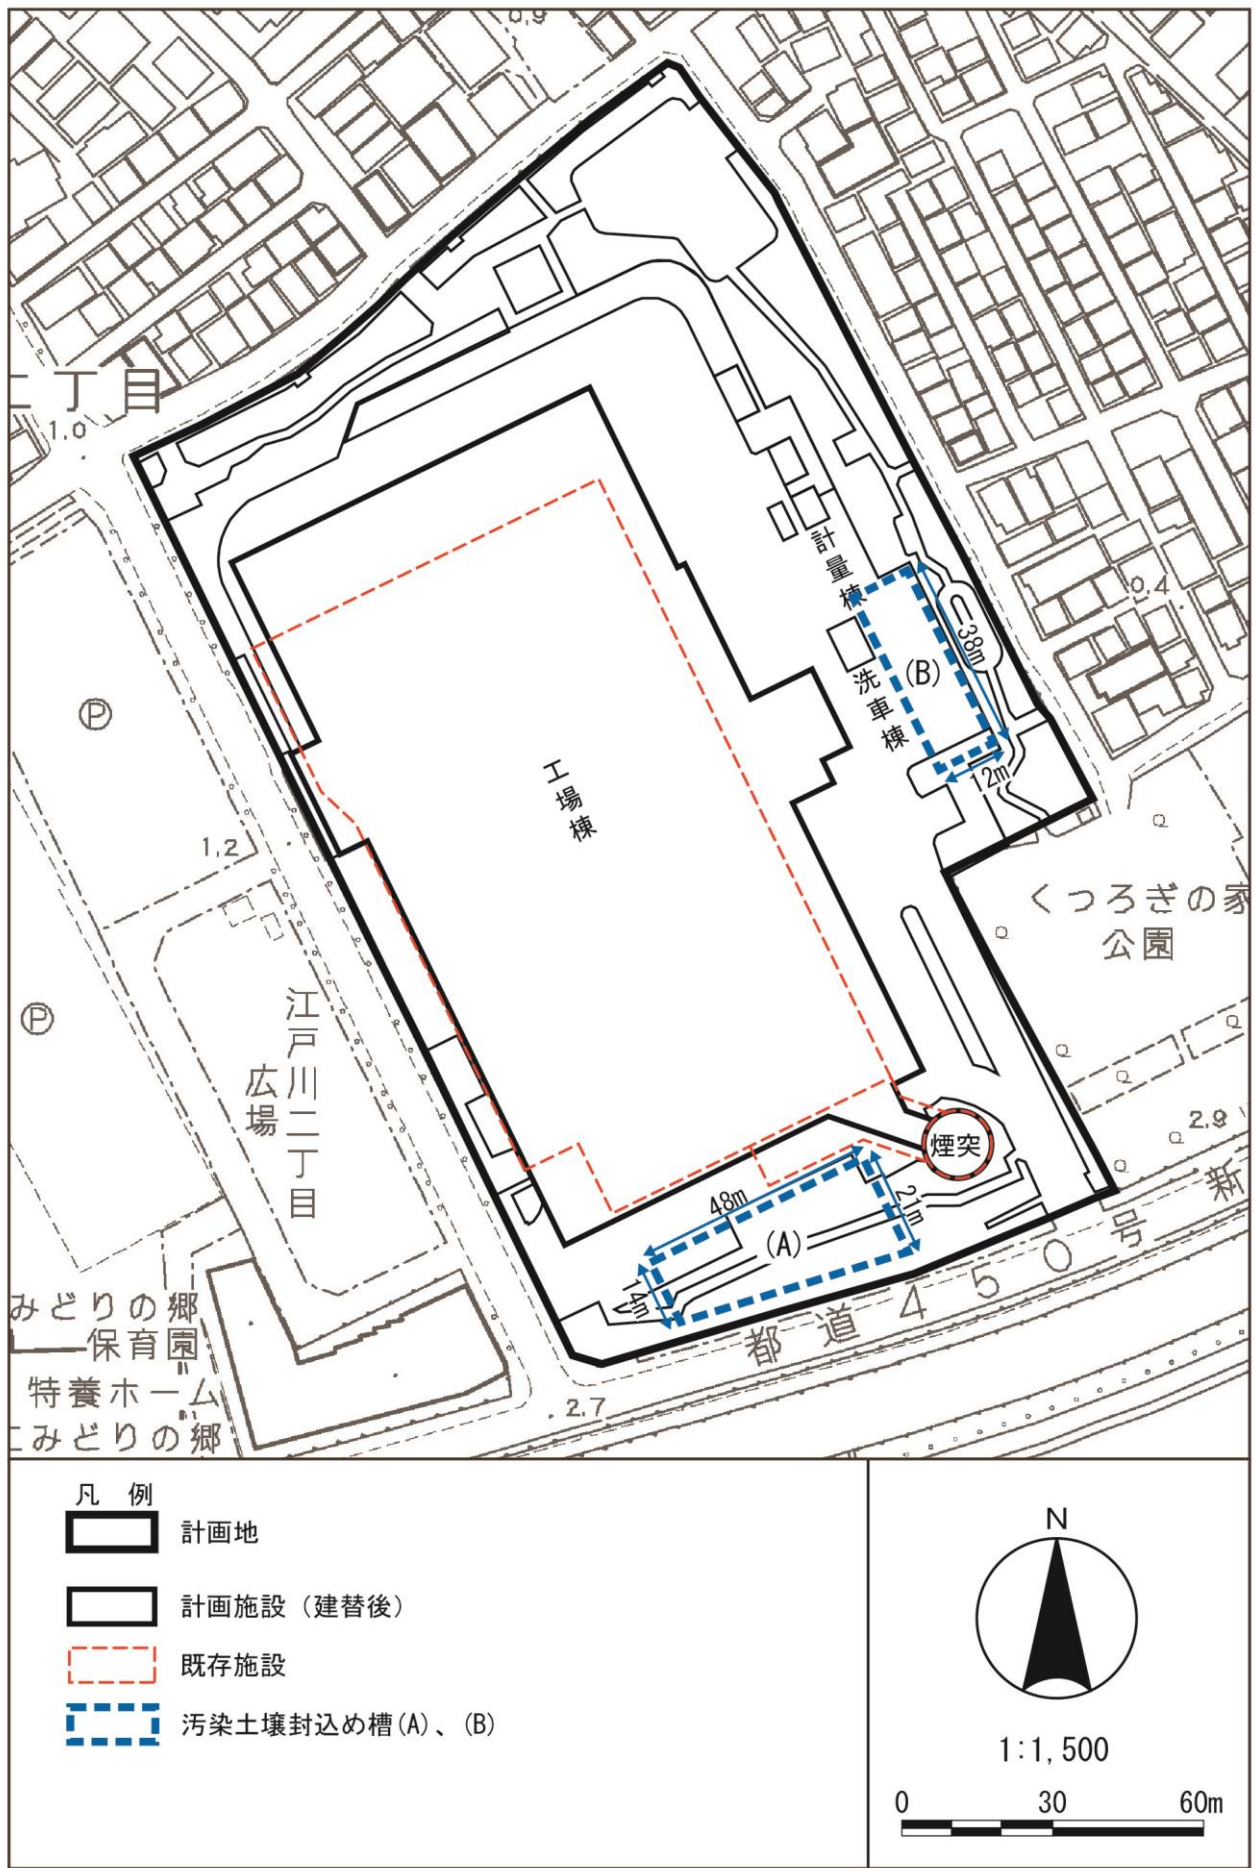 0.9
二丁目
1.0
計量棟
0.4
38m
(B)
洗車棟
12m
工場棟
Ⓟ
1.2
くつろぎの家
公園
Ⓟ
江戸川二丁目
広場
2.9
煙突
新
48m
21m
(A)
4m
都道450号
みどりの郷
保育園
特養ホーム
みどりの郷
2.7
凡 例
計画地
計画施設（建替後）
既存施設
汚染土壌封込め槽(A)、(B)
N
1:1,500
0 30 60m